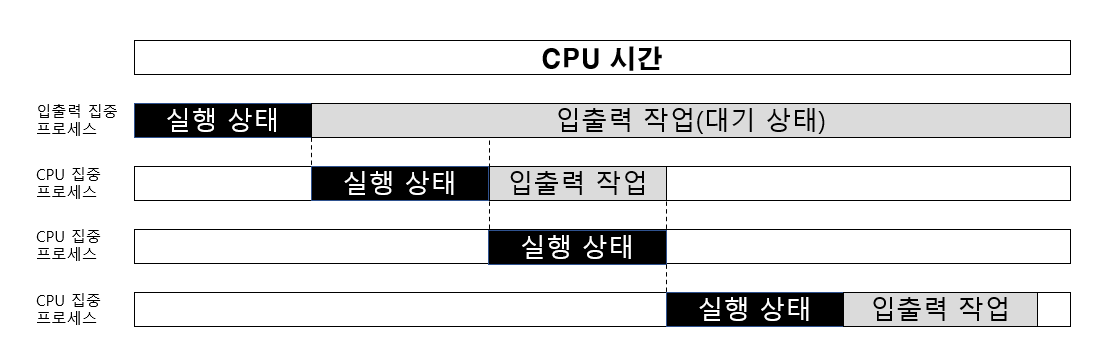 CPU 시간
입출력 집중
프로세스
실행 상태
입출력 작업(대기 상태)
CPU 집중
프로세스
실행 상태
입출력 작업
CPU 집중
프로세스
실행 상태
CPU 집중
프로세스
실행 상태
입출력 작업